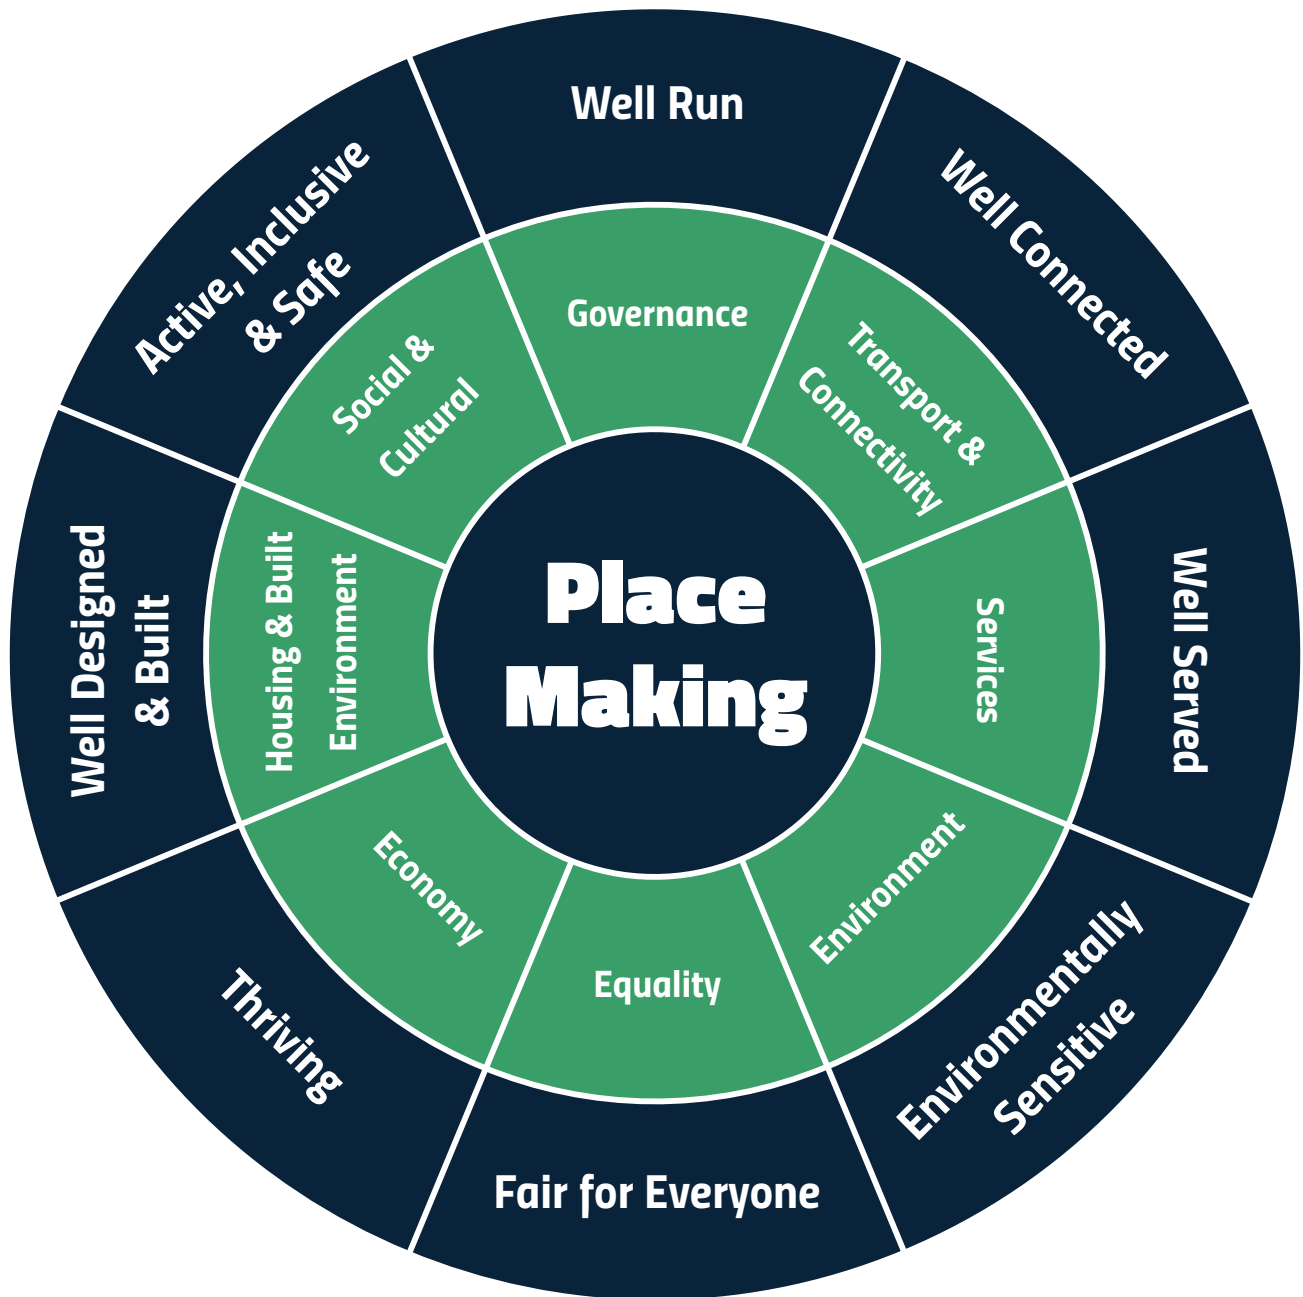 Well Run
Well Connected
Well Served
Environmentally
Sensitive
Fair for Everyone
Thriving
Well Designed
& Built
Active, Inclusive
& Safe
Governance
Transport &
Connectivity
Services
Environment
Equality
Economy
Housing & Built
Environment
Social &
Cultural
Place
Making